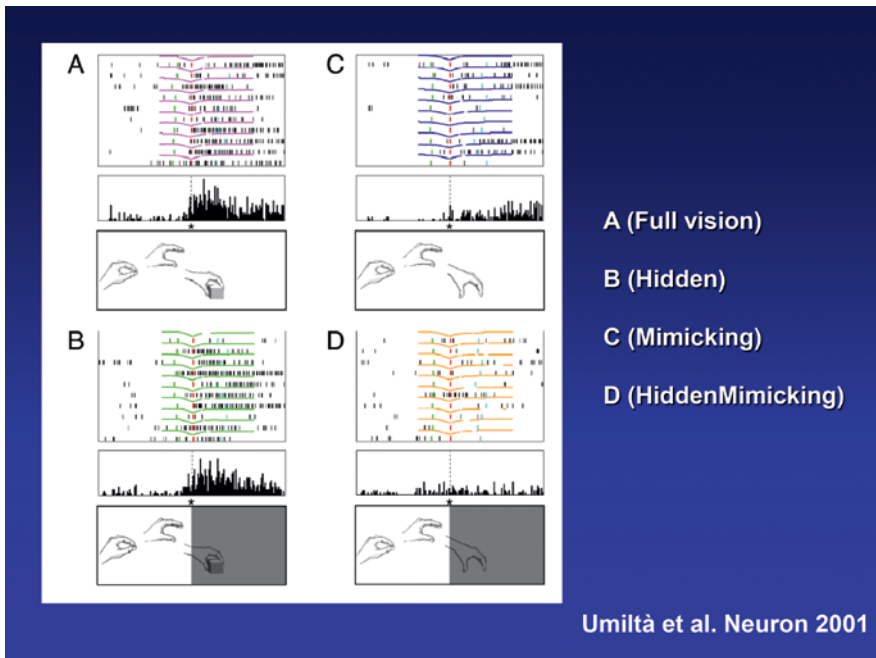 A
C
B
D
*
*
*
*
A (Full vision)
B (Hidden)
C (Mimicking)
D (HiddenMimicking)
Umiltà et al. Neuron 2001